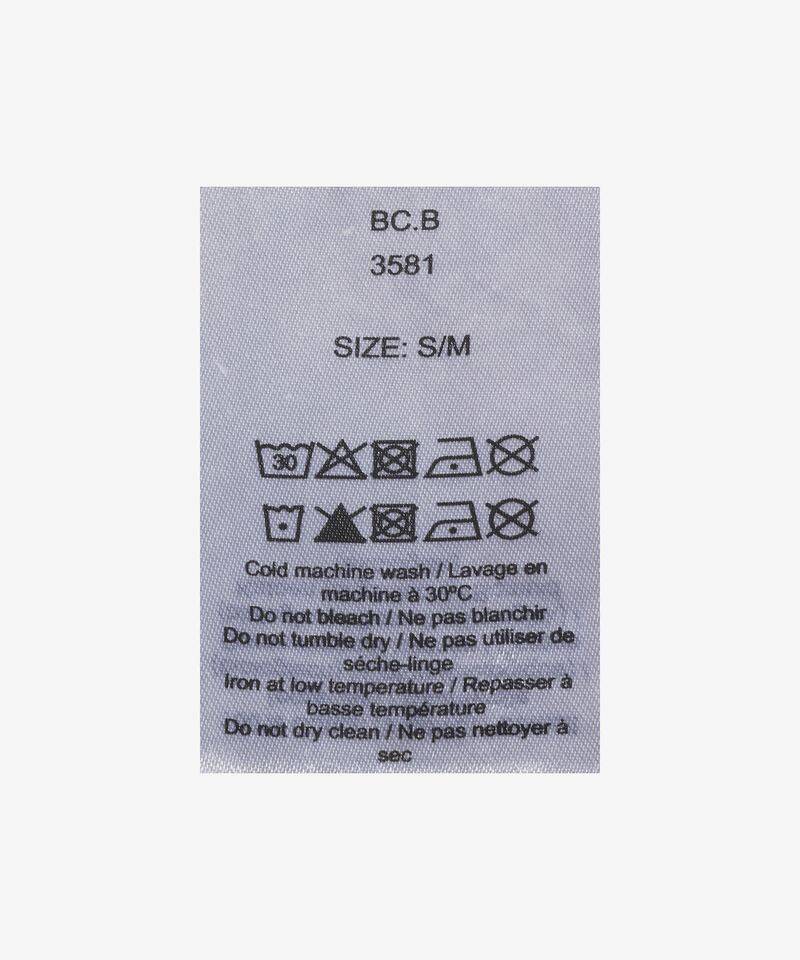 BC.B
3581
SIZE: S/M
30
Cold machine wash / Lavage en
machine à 30ºC
Do not bleach / Ne pas blanchir
Do not tumble dry / Ne pas utiliser de
séche-linge
Iron at low temperature / Repasser à
basse température
Do not dry clean / Ne pas nettoyer à
sec